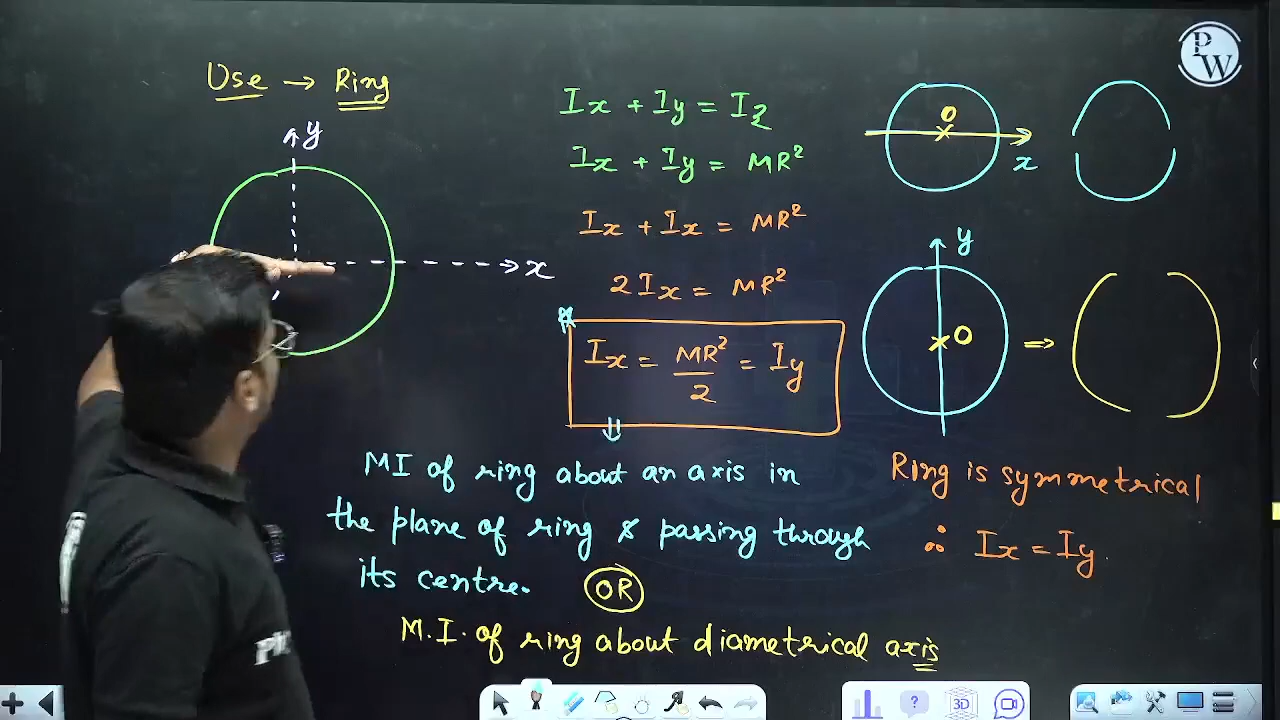 Use → Ring
y
x
z
Ix + Iy = Iz
Ix + Iy = MR²
Ix + Ix = MR²
2Ix = MR²
Ix = MR²/2 = Iy
MI of ring about an axis in
the plane of ring & passing through
its centre.
OR
M.I. of ring about diametrical axis
O
x
y
O
⇒
Ring is symmetrical
∴ Ix = Iy.
PW
3D